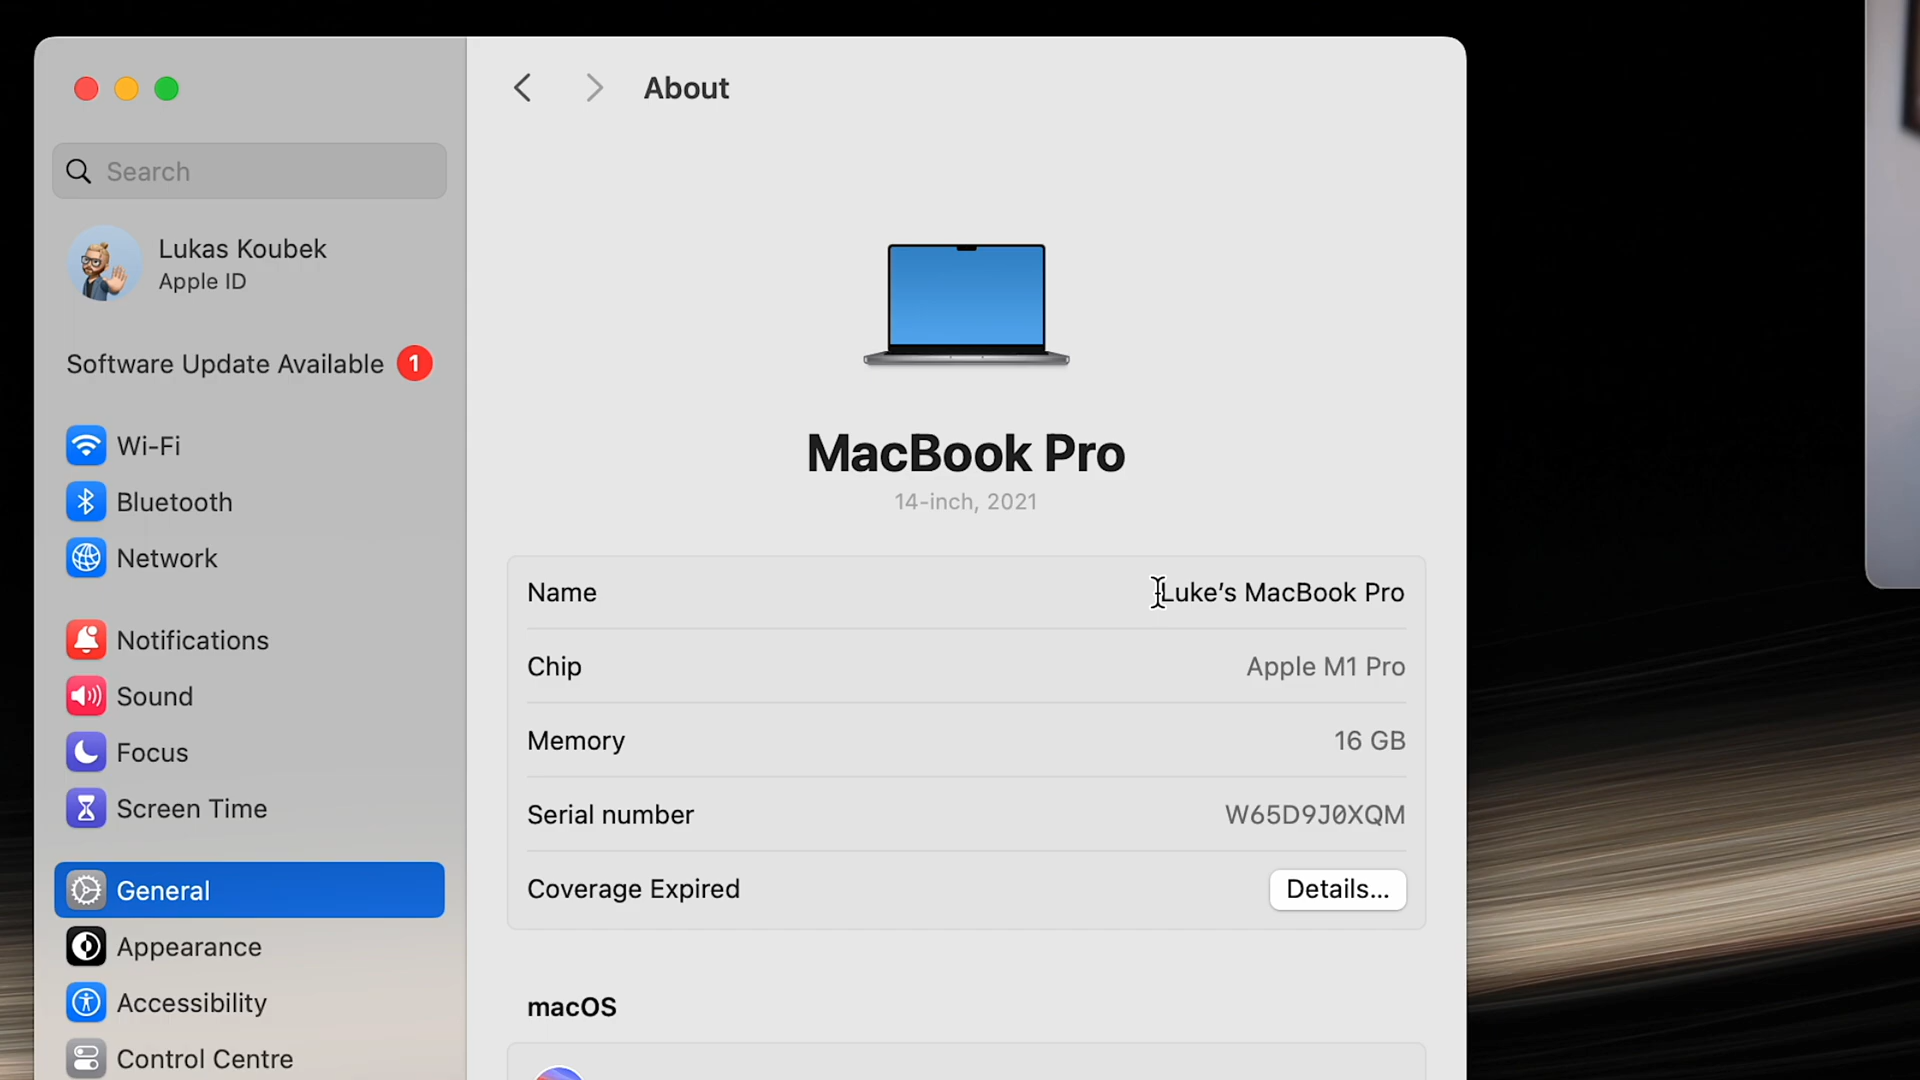 About
Search
Lukas Koubek
Apple ID
Software Update Available 1
Wi-Fi
Bluetooth
Network
Notifications
Sound
Focus
Screen Time
General
Appearance
Accessibility
Control Centre
MacBook Pro
14-inch, 2021
Name Luke’s MacBook Pro
Chip Apple M1 Pro
Memory 16 GB
Serial number W65D9J0XQM
Coverage Expired Details...
macOS